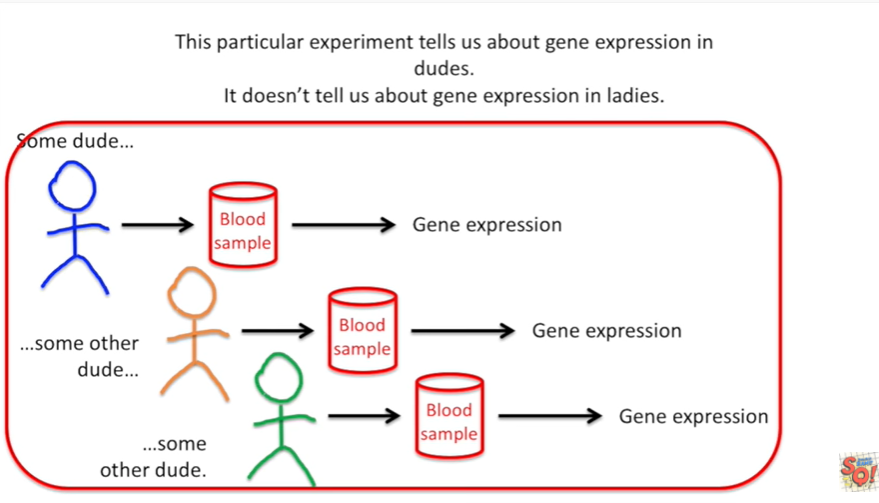 This particular experiment tells us about gene expression in
dudes.
It doesn't tell us about gene expression in ladies.
Some dude...
Blood
sample
Gene expression
...some other
dude...
Blood
sample
Gene expression
...some
other dude.
Blood
sample
Gene expression
SQ!